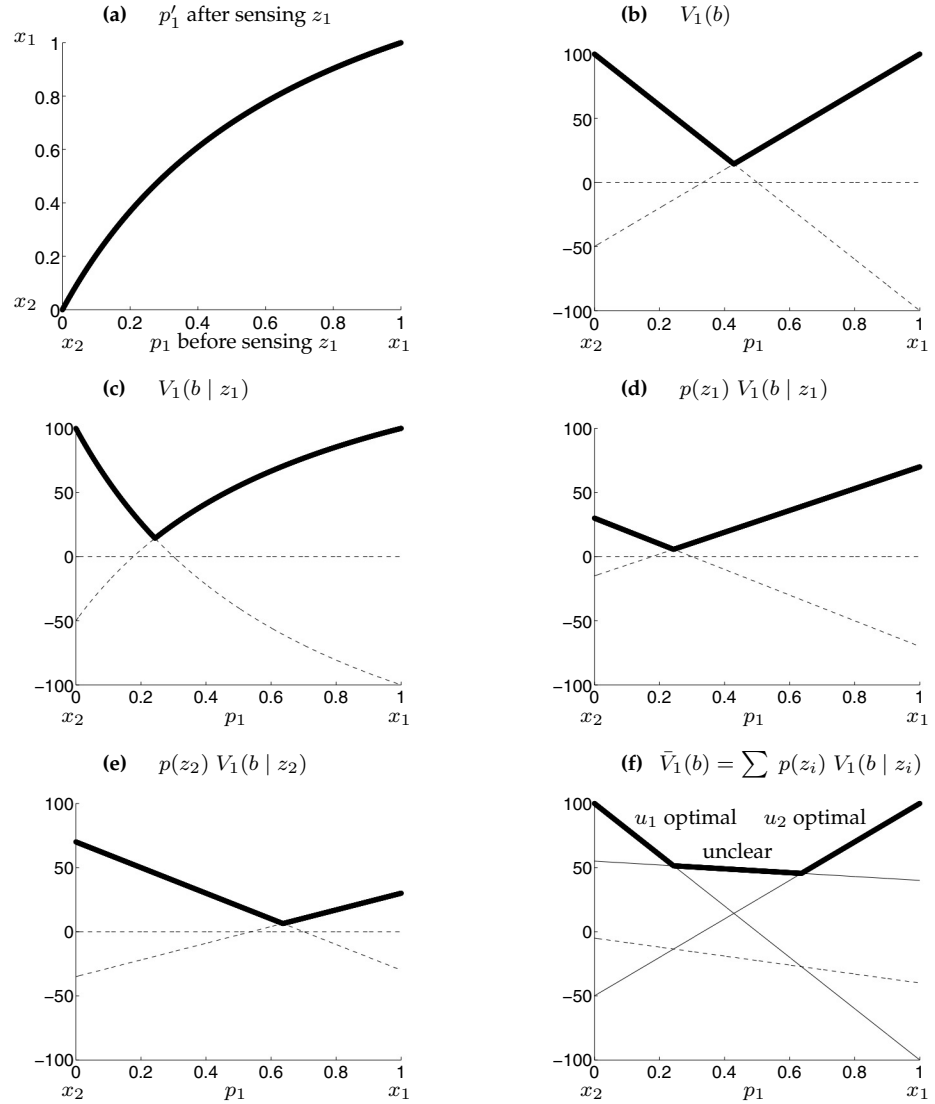 (a) p′₁ after sensing z₁
x₁
1
0.8
0.6
0.4
0.2
x₂
0
0 0.2 0.4 0.6 0.8 1
x₂ p₁ before sensing z₁ x₁
(b) V₁(b)
100
50
0
−50
−100
0 0.2 0.4 0.6 0.8 1
x₂ p₁ x₁
(c) V₁(b | z₁)
100
50
0
−50
−100
0 0.2 0.4 0.6 0.8 1
x₂ p₁ x₁
(d) p(z₁) V₁(b | z₁)
100
50
0
−50
−100
0 0.2 0.4 0.6 0.8 1
x₂ p₁ x₁
(e) p(z₂) V₁(b | z₂)
100
50
0
−50
−100
0 0.2 0.4 0.6 0.8 1
x₂ p₁ x₁
(f) V̄₁(b) = ∑ p(zᵢ) V₁(b | zᵢ)
100
u₁ optimal u₂ optimal
unclear
50
0
−50
−100
0 0.2 0.4 0.6 0.8 1
x₂ p₁ x₁